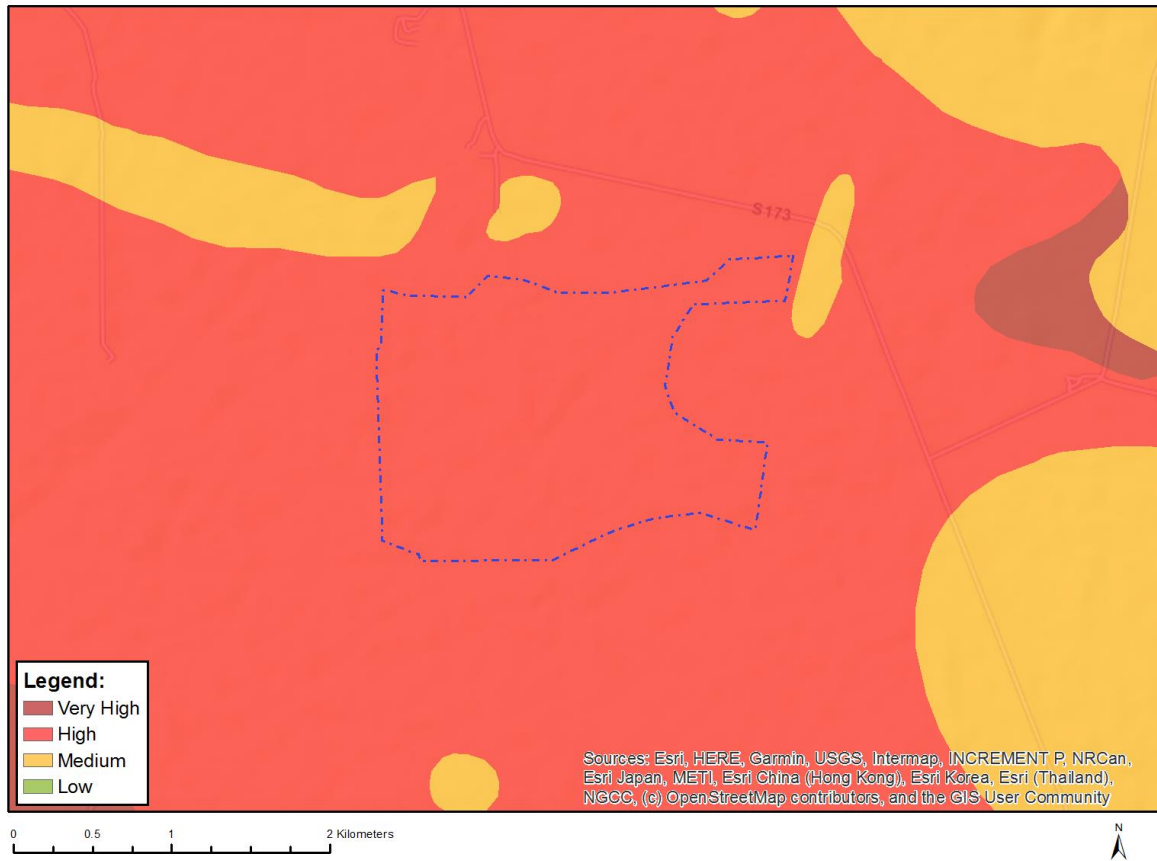 S173
Legend:
Very High
High
Medium
Low
Sources: Esri, HERE, Garmin, USGS, Intermap, INCREMENT P, NRCan,
Esri Japan, METI, Esri China (Hong Kong), Esri Korea, Esri (Thailand),
NGCC, (c) OpenStreetMap contributors, and the GIS User Community
0 0.5 1 2 Kilometers
N